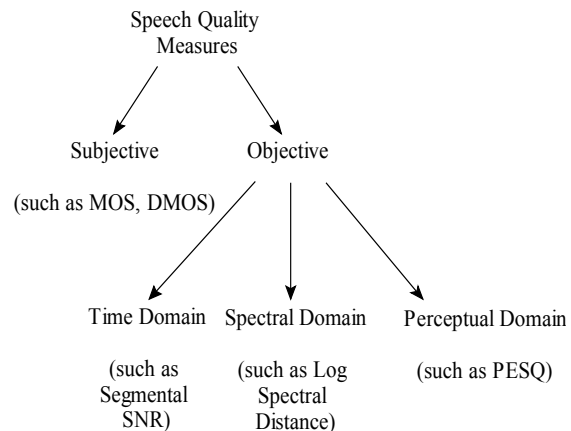 Speech Quality
Measures
Subjective
Objective
(such as MOS, DMOS)
Time Domain
Spectral Domain
Perceptual Domain
(such as
Segmental
SNR)
(such as Log
Spectral
Distance)
(such as PESQ)